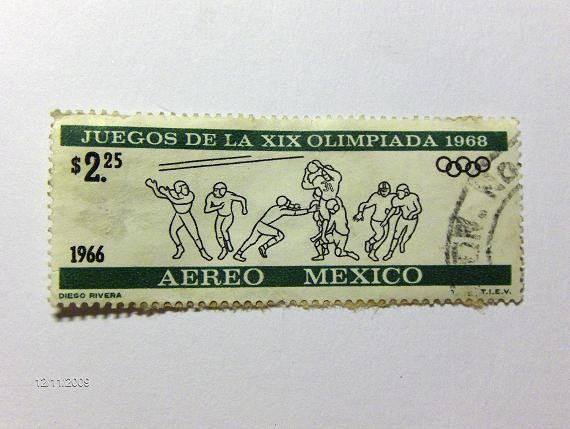 JUEGOS DE LA XIX OLIMPIADA 1968
$2.25
1966
AEREO MEXICO
DIEGO RIVERA
T.I.E.V.
12.11.2009